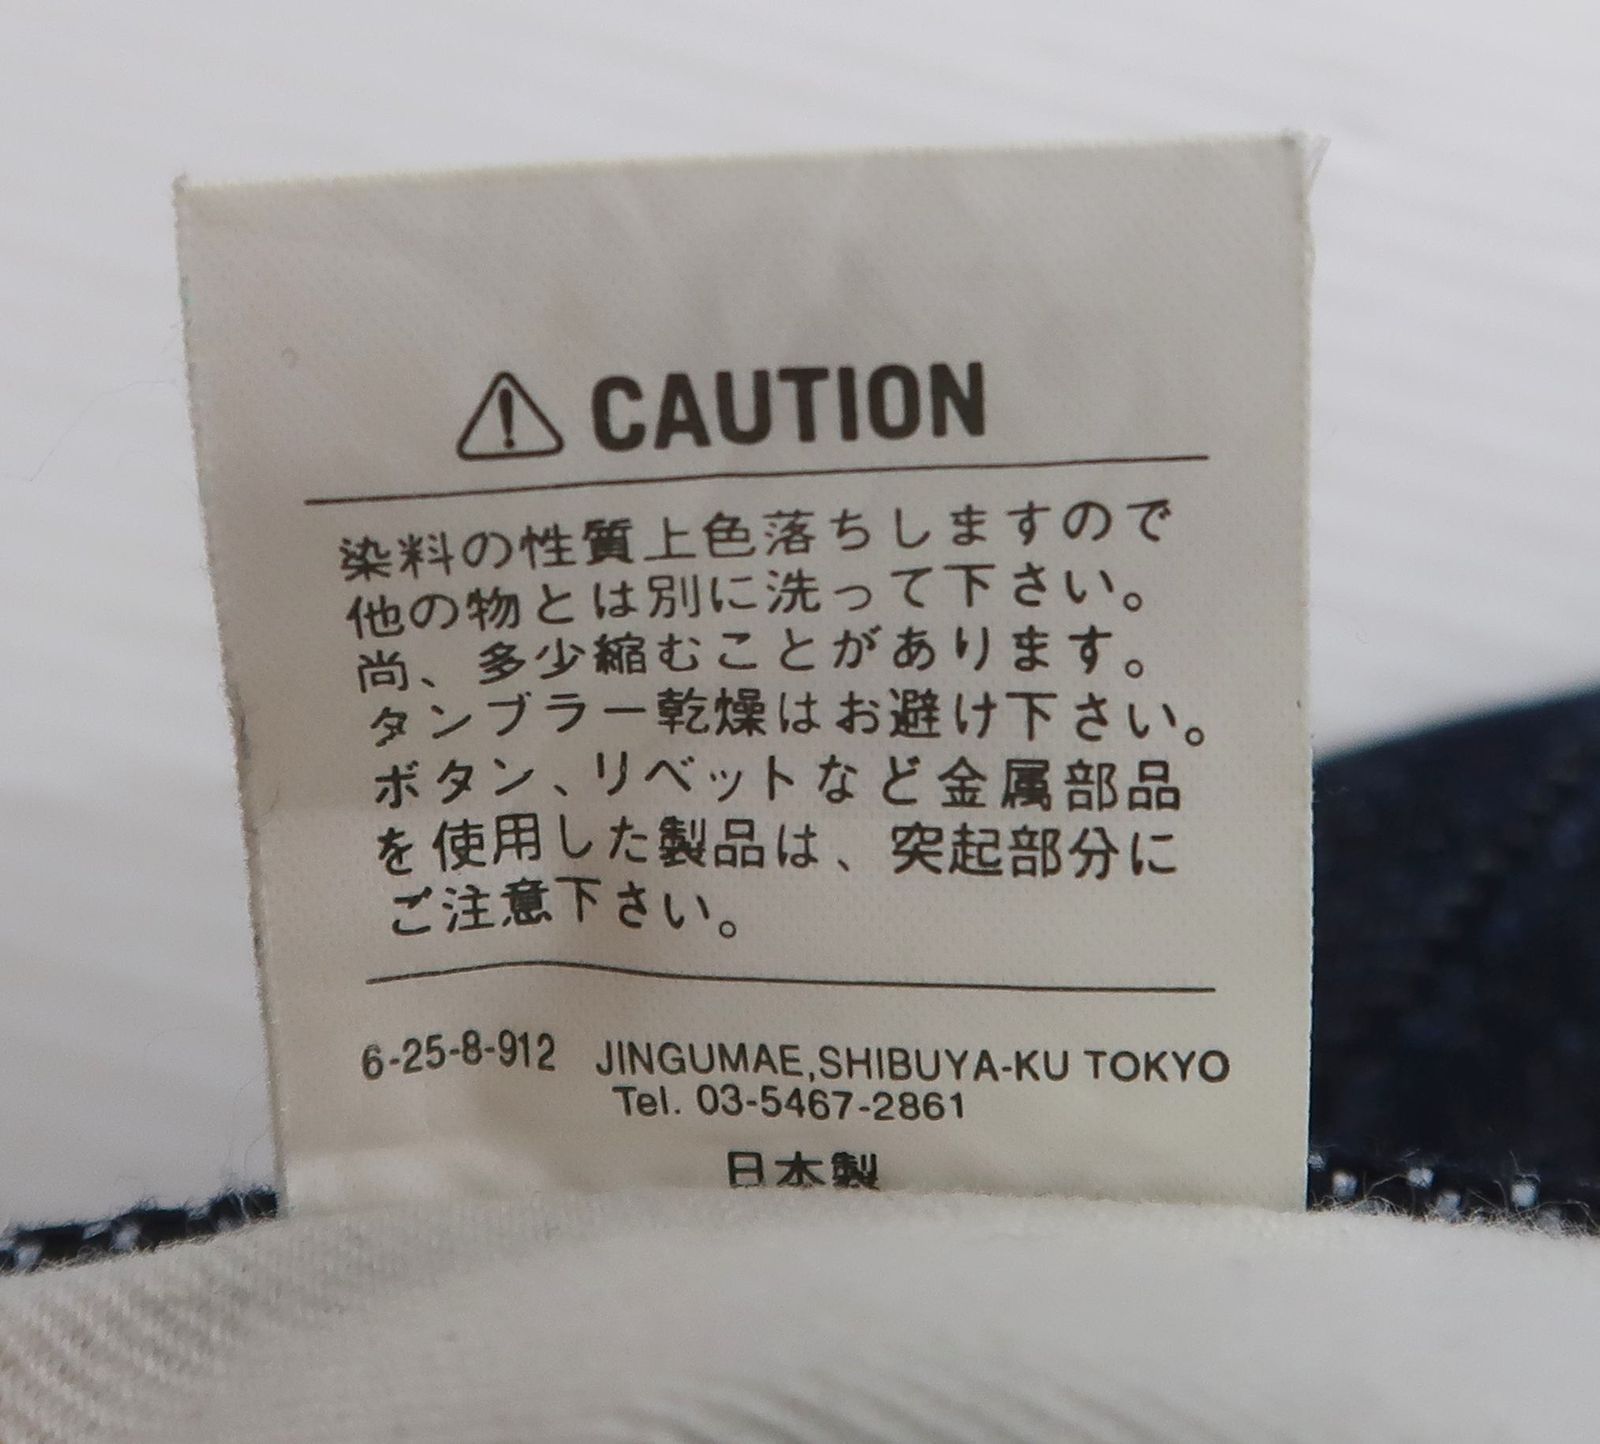 CAUTION
染料の性質上色落ちしますので
他の物とは別に洗って下さい。
尚、多少縮むことがあります。
タンブラー乾燥はお避け下さい。
ボタン、リベットなど金属部品
を使用した製品は、突起部分に
ご注意下さい。
6-25-8-912 JINGUMAE,SHIBUYA-KU TOKYO
Tel. 03-5467-2861
日本製